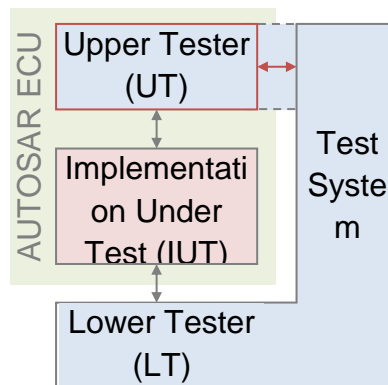 AUTOSAR ECU
Upper Tester
(UT)
Implementati
on Under
Test (IUT)
Test
Syste
m
Lower Tester
(LT)